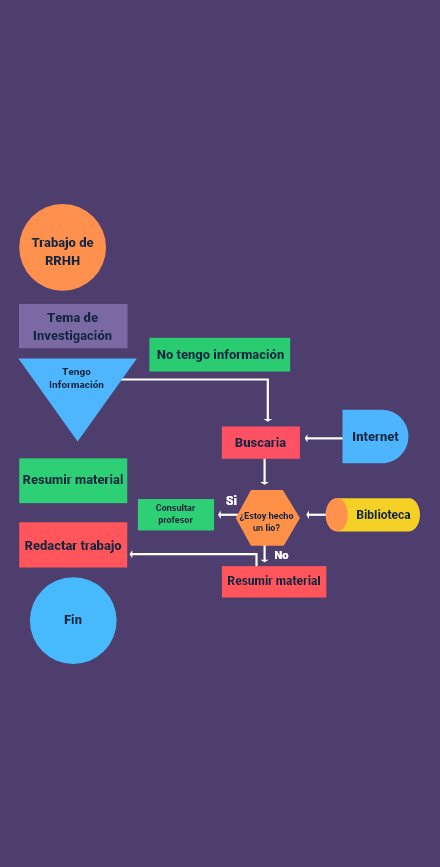 Trabajo de
RRHH
Tema de
Investigación
No tengo información
Tengo
Información
Buscaria
Internet
Resumir material
Si
Consultar
profesor
¿Estoy hecho
un lio?
Biblioteca
Redactar trabajo
No
Resumir material
Fin